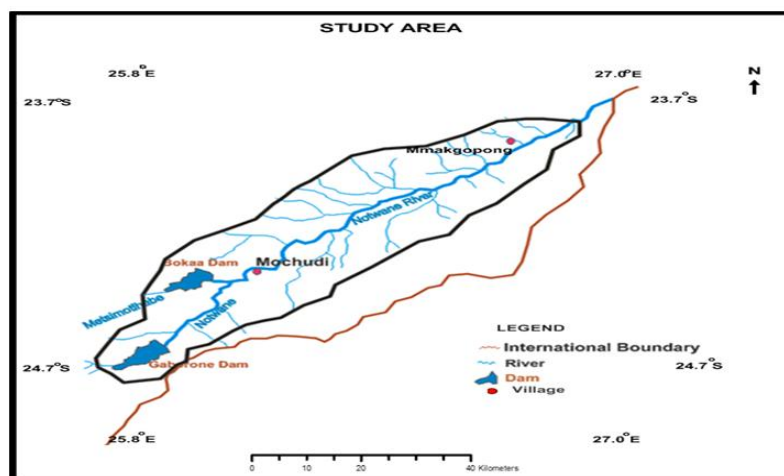 STUDY AREA
25.8°E
27.0°E
N
23.7°S
23.7°S
Mmakgopong
Notwane River
Bokaa Dam
Mochudi
Metsimotlhabe
Notwane
Gaborone Dam
24.7°S
24.7°S
LEGEND
International Boundary
River
Dam
Village
25.8°E
27.0°E
0 10 20 40 Kilometers